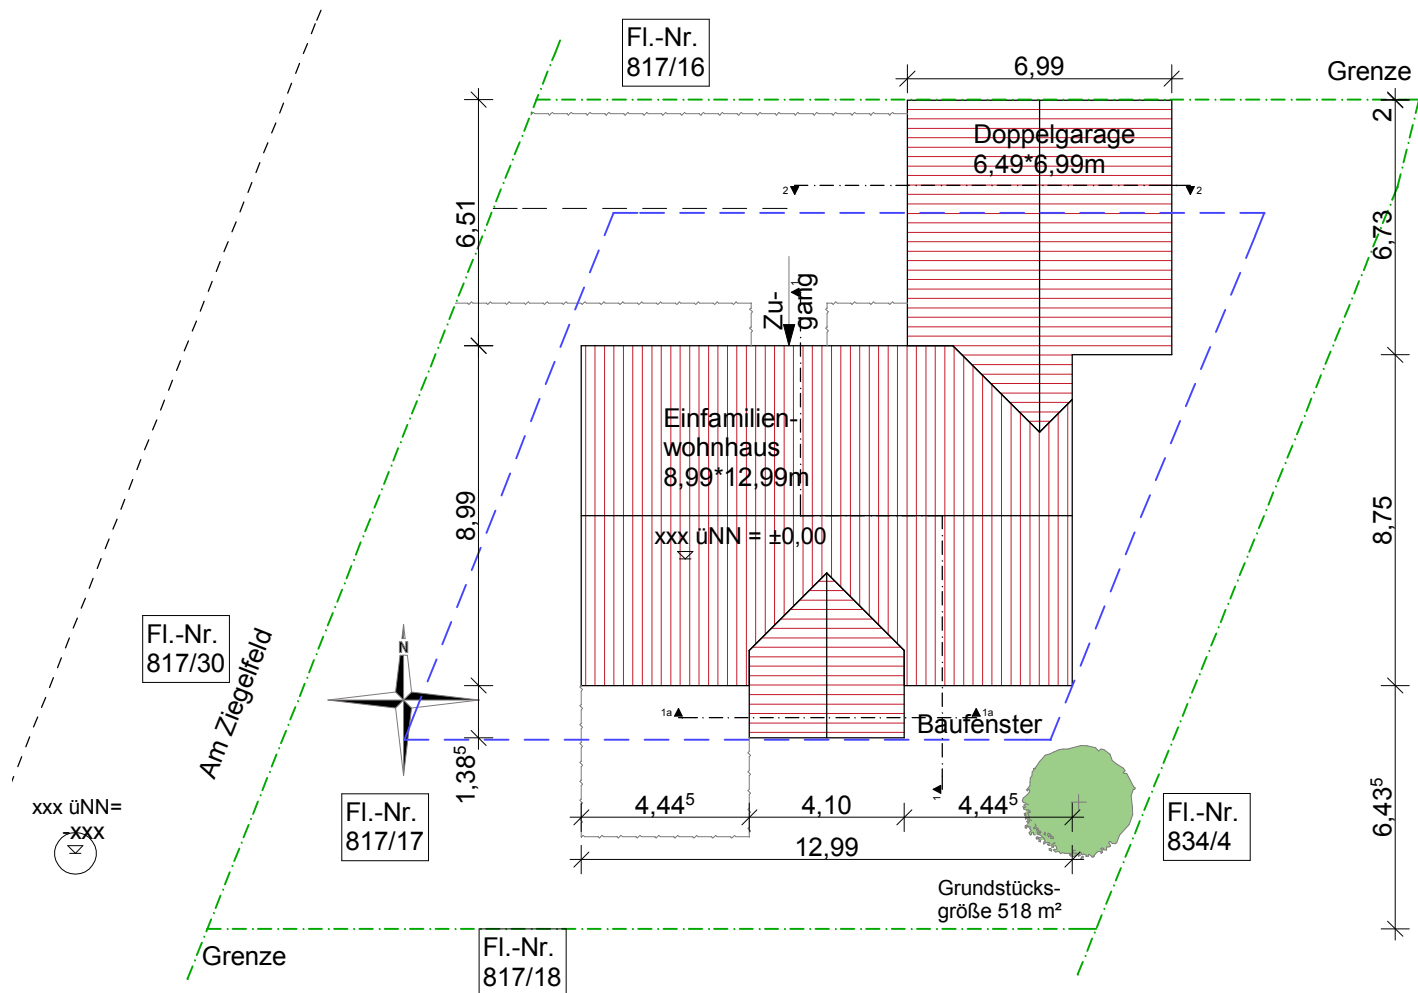 Fl.-Nr.
817/16
6,99
Grenze
2
Doppelgarage
6,49*6,99m
2
2
6,51
6,73
Zu-
gang
1
Einfamilien-
wohnhaus
8,99*12,99m
8,99
8,75
xxx üNN = ±0,00
Fl.-Nr.
817/30
N
Am Ziegelfeld
1a
1a
Baufenster
1,38⁵
xxx üNN=
-xxx
Fl.-Nr.
817/17
4,44⁵
4,10
4,44⁵
1
Fl.-Nr.
834/4
6,43⁵
12,99
Grundstücks-
größe 518 m²
Grenze
Fl.-Nr.
817/18